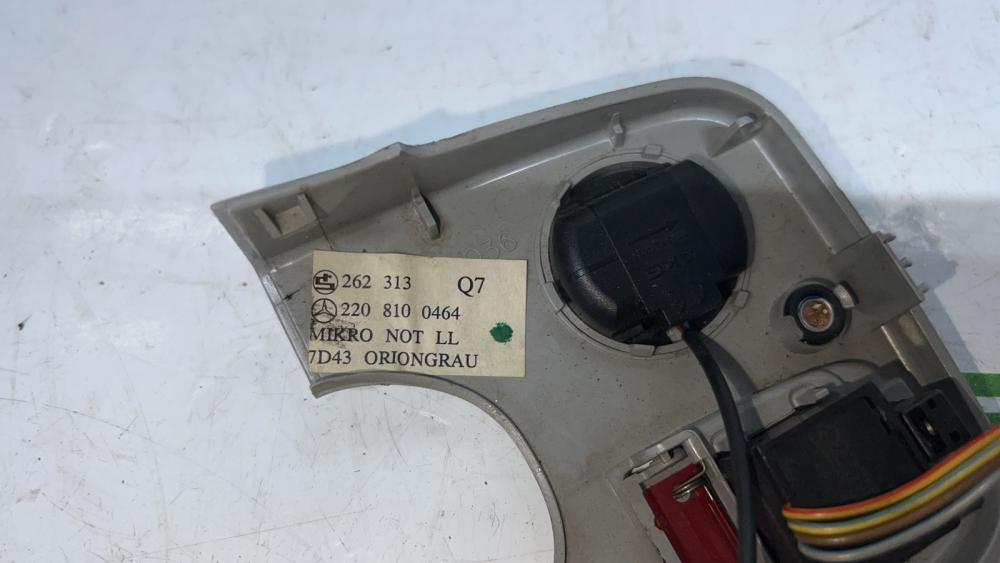 262 313 Q7
220 810 0464
MIKRO NOT LL
7D43 ORIONGRAU